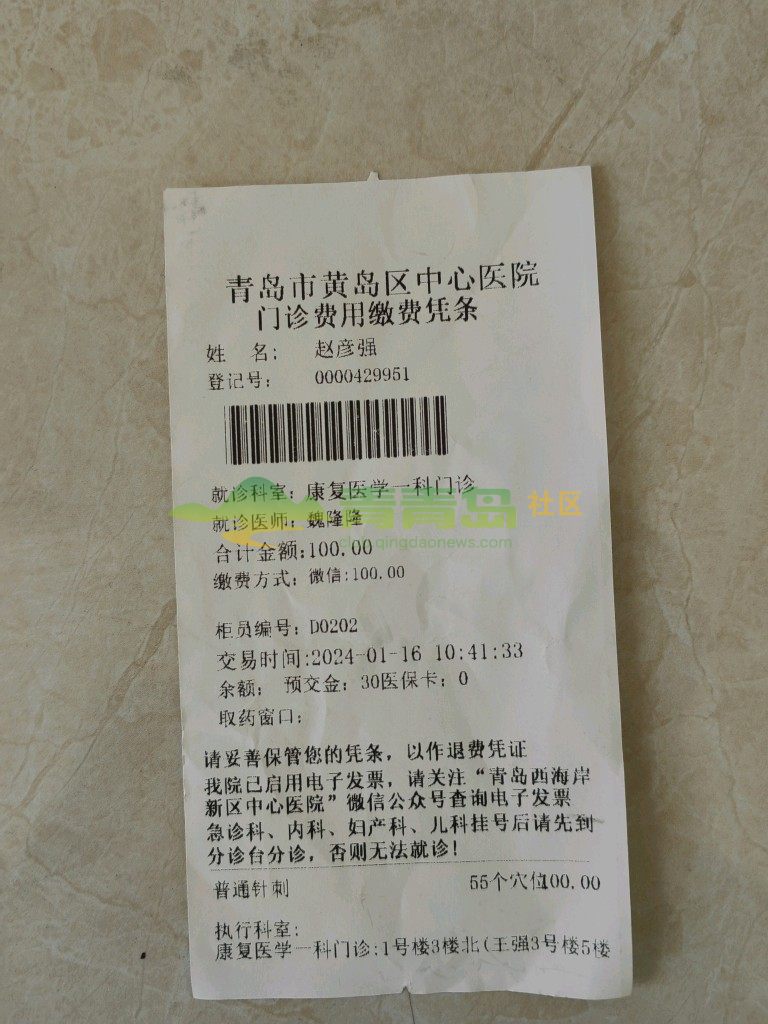 青岛市黄岛区中心医院
门诊费用缴费凭条
姓 名: 赵彦强
登记号: 0000429951
就诊科室: 康复医学一科门诊
就诊医师: 魏隆隆
青青岛 社区
club.qingdaonews.com
合计金额:100.00
缴费方式: 微信:100.00
柜员编号: D0202
交易时间:2024-01-16 10:41:33
余额: 预交金: 30医保卡: 0
取药窗口:
请妥善保管您的凭条, 以作退费凭证
我院已启用电子发票, 请关注“青岛西海岸
新区中心医院”微信公众号查询电子发票
急诊科、内科、妇产科、儿科挂号后请先到
分诊台分诊, 否则无法就诊!
普通针刺 55个穴位100.00
执行科室:
康复医学一科门诊:1号楼3楼北(王强3号楼5楼